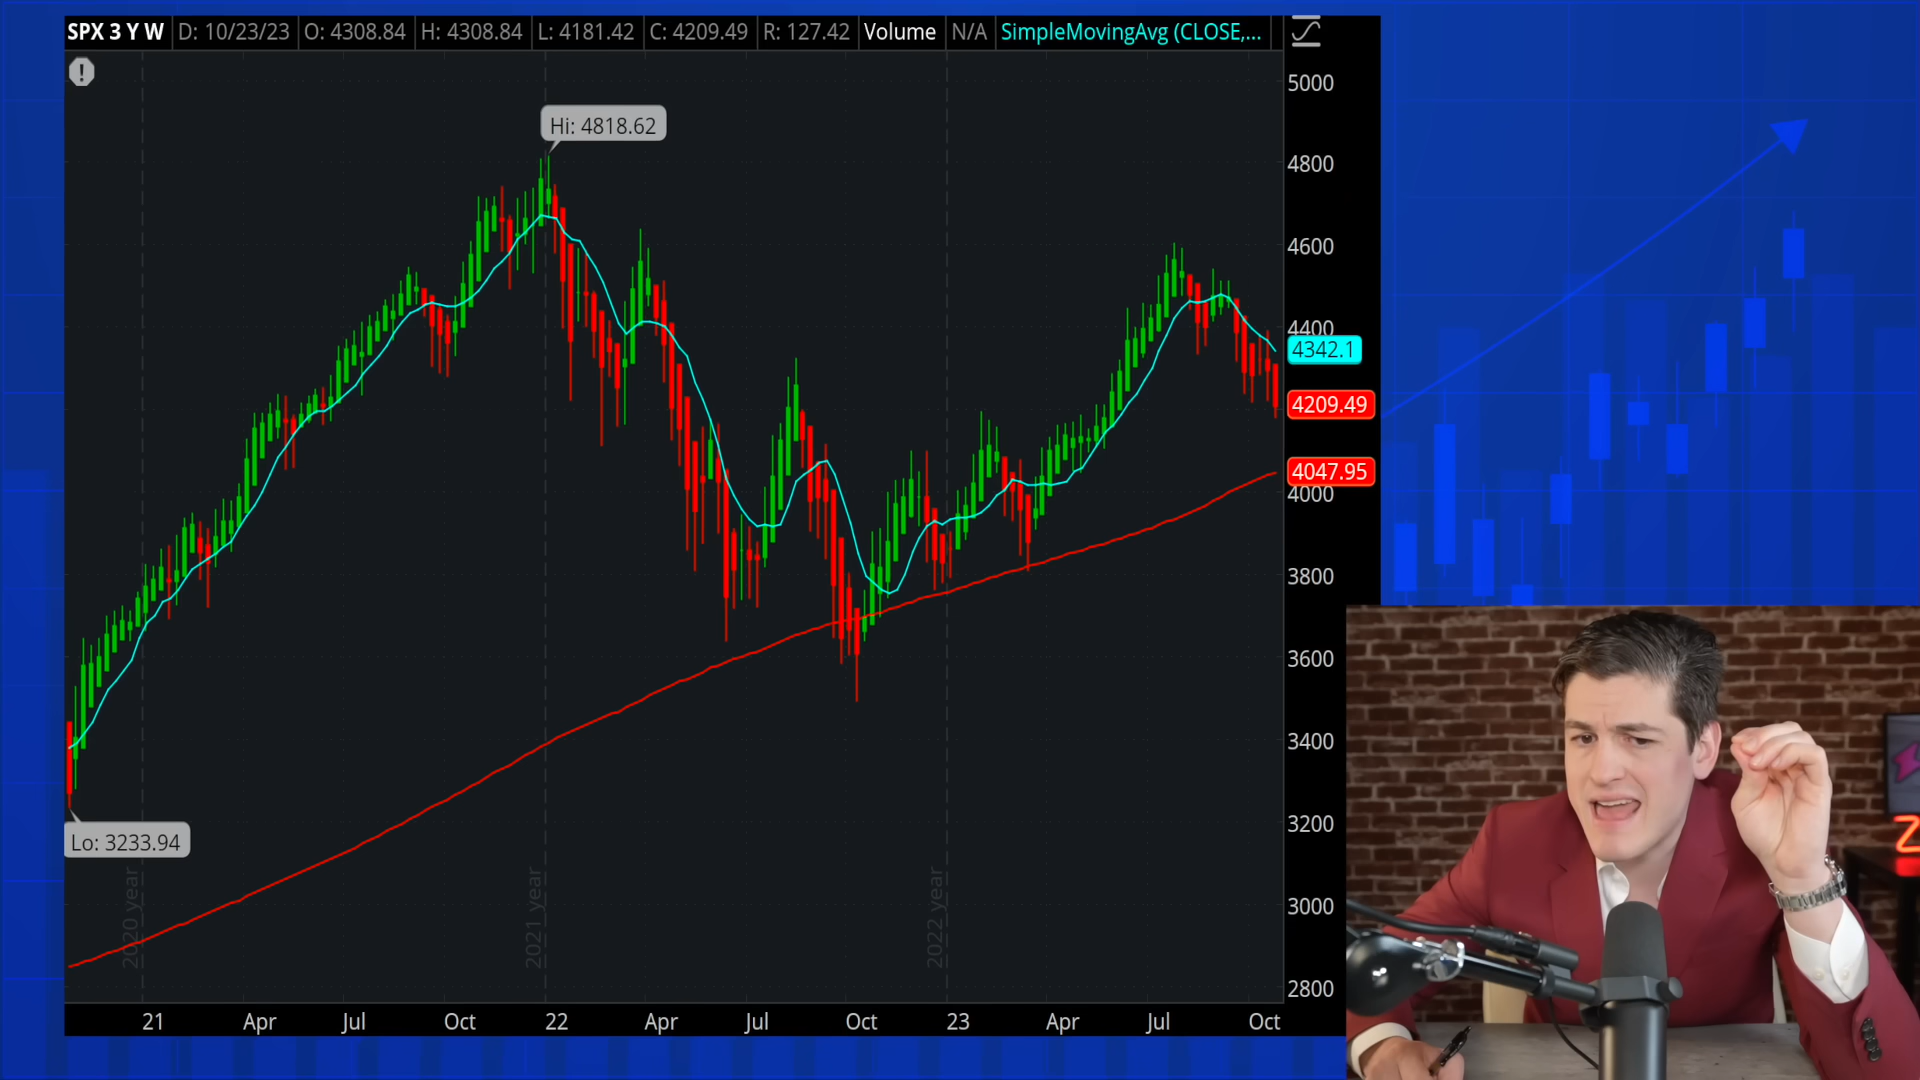 SPX 3 Y W D: 10/23/23 O: 4308.84 H: 4308.84 L: 4181.42 C: 4209.49 R: 127.42 Volume N/A SimpleMovingAvg (CLOSE,...
!
5000
Hi: 4818.62
4800
4600
4400
4342.1
4209.49
4047.95
4000
3800
3600
3400
3200
Lo: 3233.94
3000
2800
2020 year
2021 year
2022 year
21 Apr Jul Oct 22 Apr Jul Oct 23 Apr Jul Oct
Z